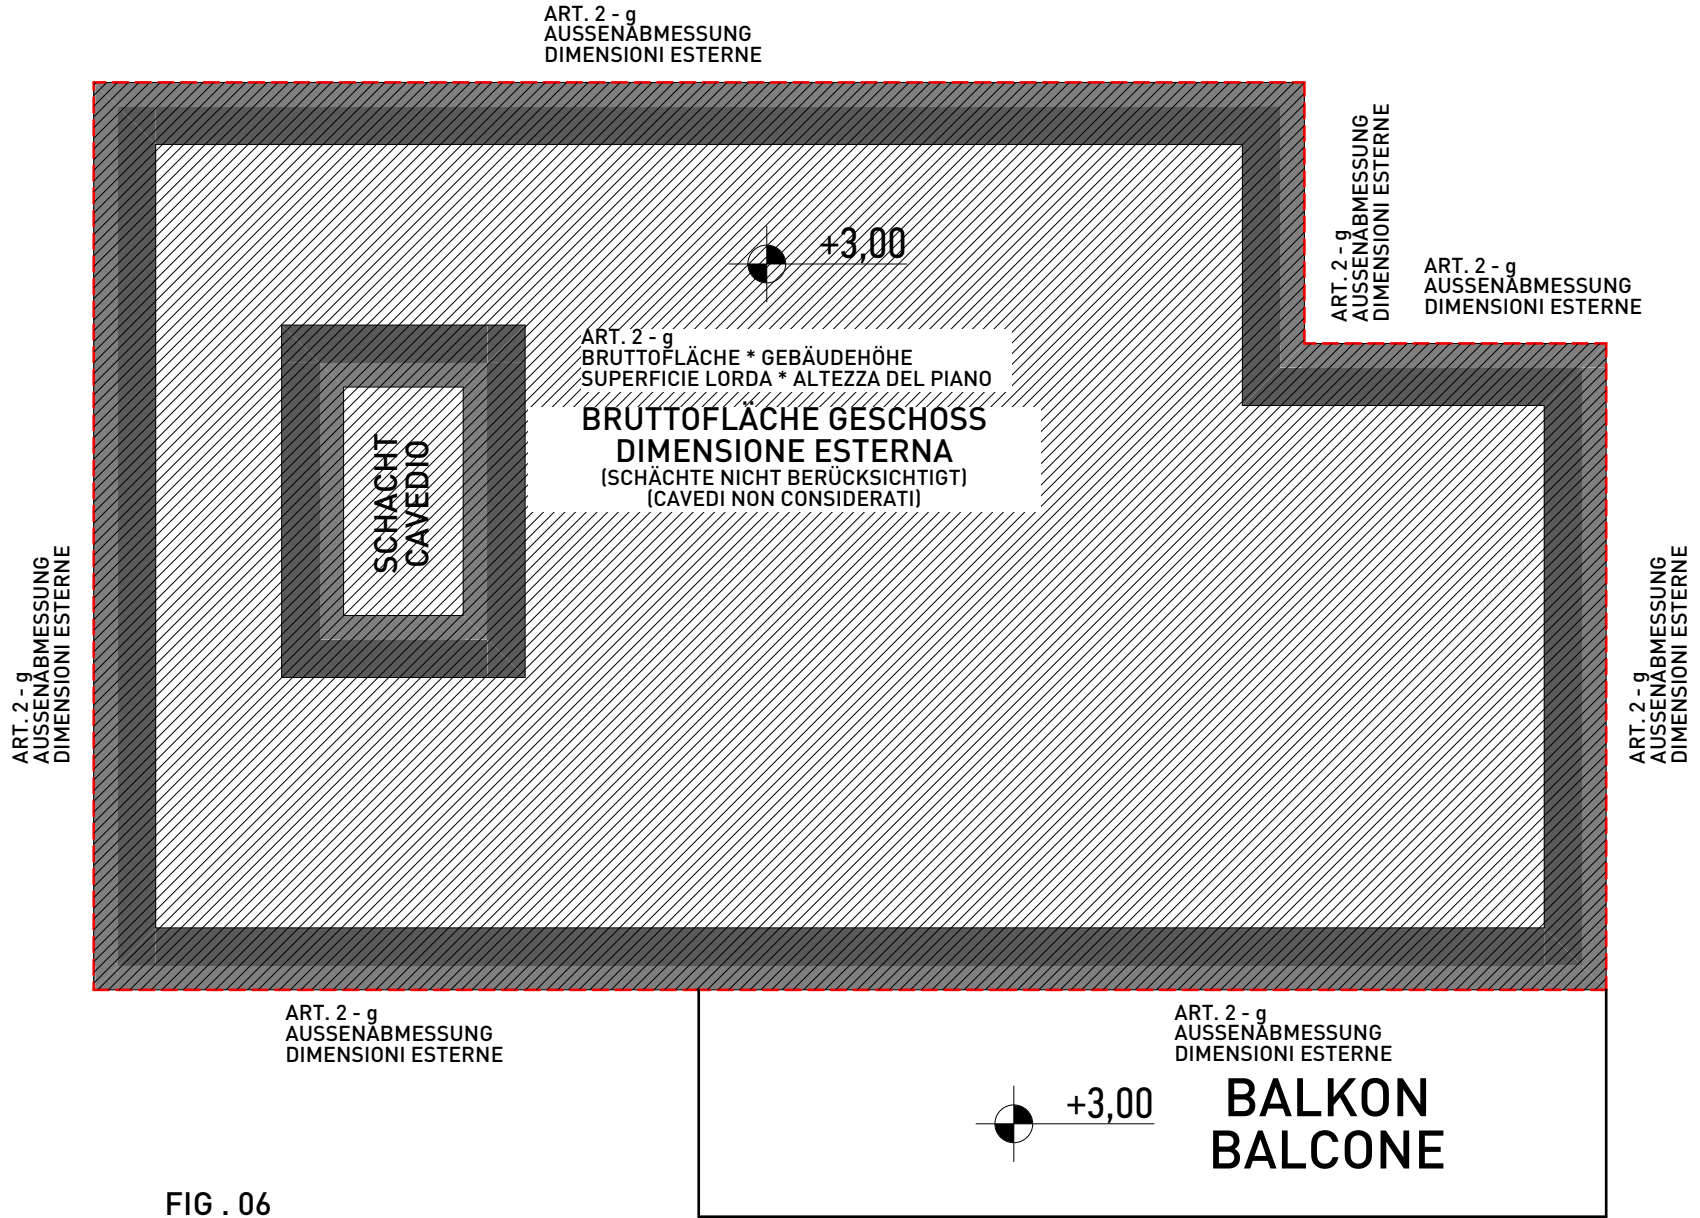 ART. 2 - g
AUSSENABMESSUNG
DIMENSIONI ESTERNE
ART. 2 - g
AUSSENABMESSUNG
DIMENSIONI ESTERNE
ART. 2 - g
AUSSENABMESSUNG
DIMENSIONI ESTERNE
+3,00
ART. 2 - g
BRUTTOFLÄCHE * GEBÄUDEHÖHE
SUPERFICIE LORDA * ALTEZZA DEL PIANO
BRUTTOFLÄCHE GESCHOSS
DIMENSIONE ESTERNA
(SCHÄCHTE NICHT BERÜCKSICHTIGT)
(CAVEDI NON CONSIDERATI)
SCHACHT
CAVEDIO
ART. 2 - g
AUSSENABMESSUNG
DIMENSIONI ESTERNE
ART. 2 - g
AUSSENABMESSUNG
DIMENSIONI ESTERNE
ART. 2 - g
AUSSENABMESSUNG
DIMENSIONI ESTERNE
ART. 2 - g
AUSSENABMESSUNG
DIMENSIONI ESTERNE
+3,00
BALKON
BALCONE
FIG . 06